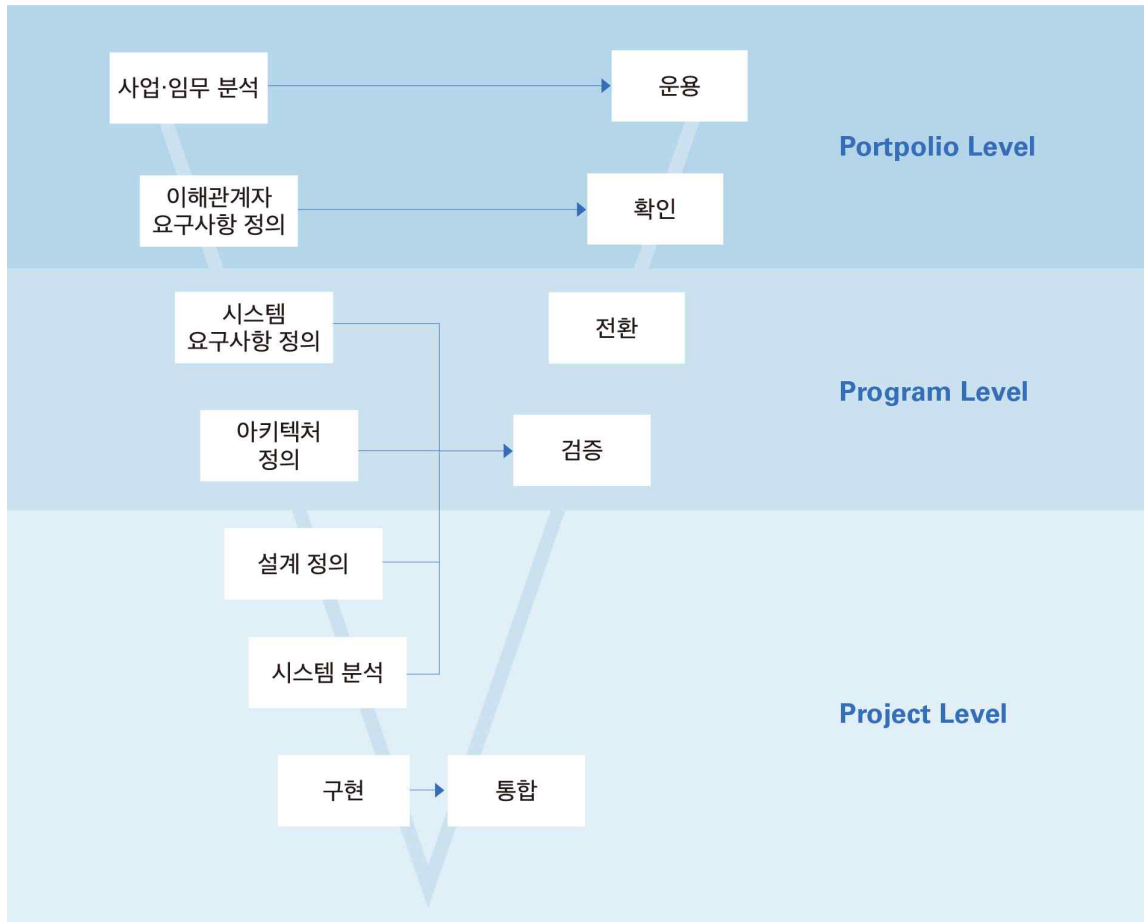 사업·임무 분석
운용
Portpolio Level
이해관계자
요구사항 정의
확인
시스템
요구사항 정의
전환
Program Level
아키텍처
정의
검증
설계 정의
시스템 분석
Project Level
구현
통합